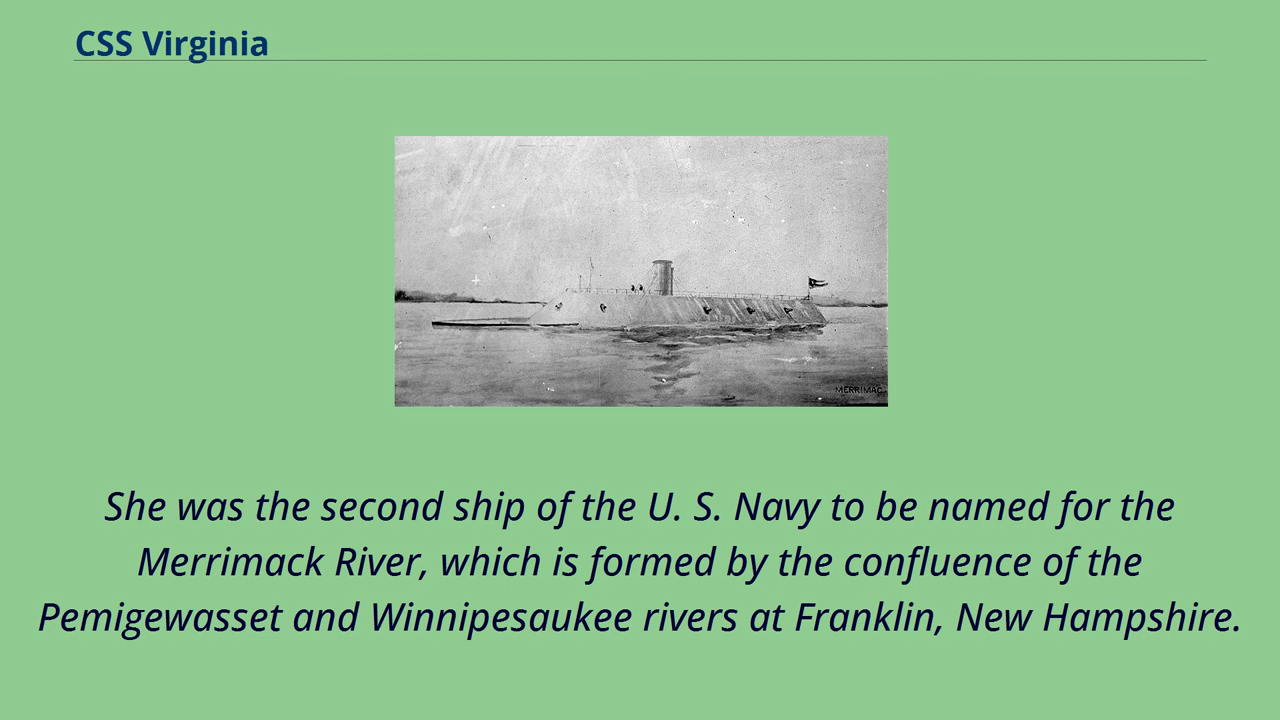 CSS Virginia
MERRIMAC
She was the second ship of the U. S. Navy to be named for the
Merrimack River, which is formed by the confluence of the
Pemigewasset and Winnipesaukee rivers at Franklin, New Hampshire.